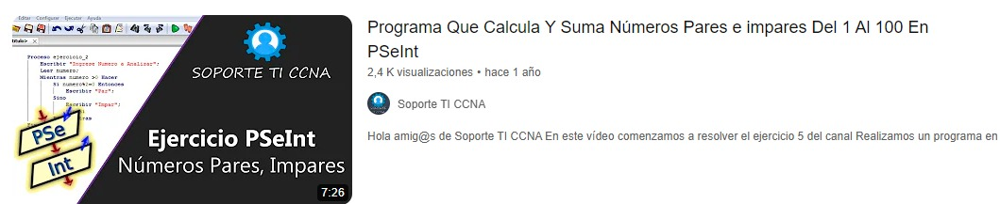 Editar Configurar Ejecutar Ayuda
título> ×
Proceso ejercicio_2
Escribir "Ingrese Numero a Analizar";
Leer numero;
Mientras numero >0 Hacer
Si numero%2=0 Entonces
Escribir "Par";
Sino
Escribir "Impar";
PSe
Int
SOPORTE TI CCNA
Ejercicio PSeInt
Números Pares, Impares
7:26
Programa Que Calcula Y Suma Números Pares e impares Del 1 Al 100 En
PSeInt
2,4 K visualizaciones • hace 1 año
Soporte TI CCNA
Hola amig@s de Soporte TI CCNA En este vídeo comenzamos a resolver el ejercicio 5 del canal Realizamos un programa en